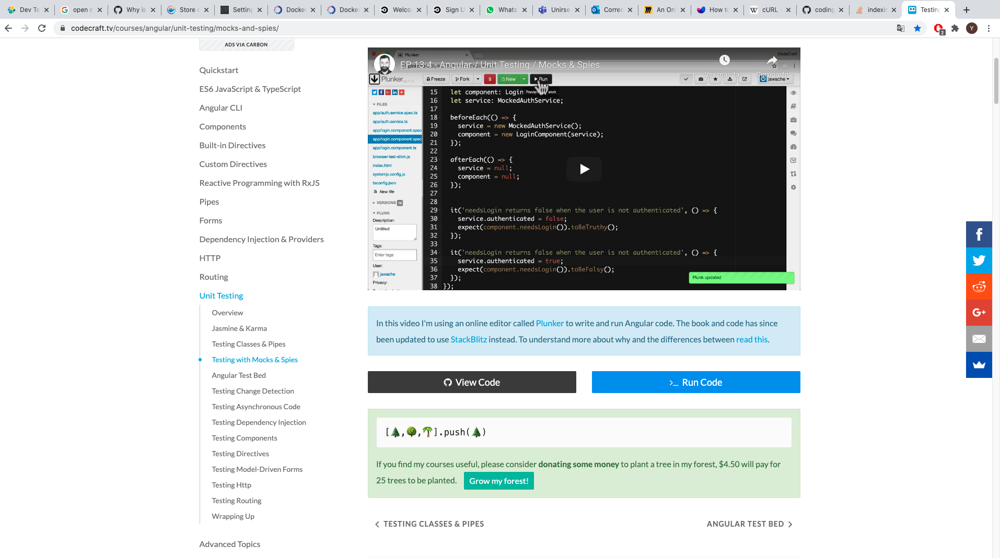 Dev To
open c
Why is
Store c
Setting
Docker
Docker
Welcor
Sign U
Whats
Unirse
Correc
An Onl
How to
cURL -
coding
indexin
Testing
codecraft.tv/courses/angular/unit-testing/mocks-and-spies/
2
Y
ADS VIA CARBON
Quickstart
ES6 JavaScript & TypeScript
Angular CLI
Components
Built-in Directives
Custom Directives
Reactive Programming with RxJS
Pipes
Forms
Dependency Injection & Providers
HTTP
Routing
Unit Testing
Overview
Jasmine & Karma
Testing Classes & Pipes
Testing with Mocks & Spies
Angular Test Bed
Testing Change Detection
Testing Asynchronous Code
Testing Dependency Injection
Testing Components
Testing Directives
Testing Model-Driven Forms
Testing Http
Testing Routing
Wrapping Up
Advanced Topics
Plunker
CodeCraft
EP 13.4 - Angular / Unit Testing / Mocks & Spies
Ver más ta...
Compartir
Plunker
Freeze
Fork
New
Run
jawache
FILES
app/auth.service.spec.ts
app/auth.service.ts
app/login.component.spec
app/login.component.spec
app/login.component.ts
browser-test-shim.js
index.html
systemjs.config.js
tsconfig.json
New file
VERSIONS 12
PLUNK
Description:
Untitled
Tags:
Enter tags
User:
jawache
Privacy:
15 let component: Login
16 let service: MockedAuthService;
17
18 beforeEach(() => {
19 service = new MockedAuthService();
20 component = new LoginComponent(service);
21 });
22
23 afterEach(() => {
24 service = null;
25 component = null;
26 });
27
28
29 it('needsLogin returns false when the user is not authenticated', () => {
30 service.authenticated = false;
31 expect(component.needsLogin()).toBeTruthy();
32 });
33
34 it('needsLogin returns false when the user is not authenticated', () => {
35 service.authenticated = true;
36 expect(component.needsLogin()).toBeFalsy();
37 });
38 });
Plunk updated
In this video I'm using an online editor called Plunker to write and run Angular code. The book and code has since
been updated to use StackBlitz instead. To understand more about why and the differences between read this.
View Code
>_ Run Code
[🌲,🌳,🌴].push(🌲)
If you find my courses useful, please consider donating some money to plant a tree in my forest, $4.50 will pay for
25 trees to be planted. Grow my forest!
< TESTING CLASSES & PIPES
ANGULAR TEST BED >
G+